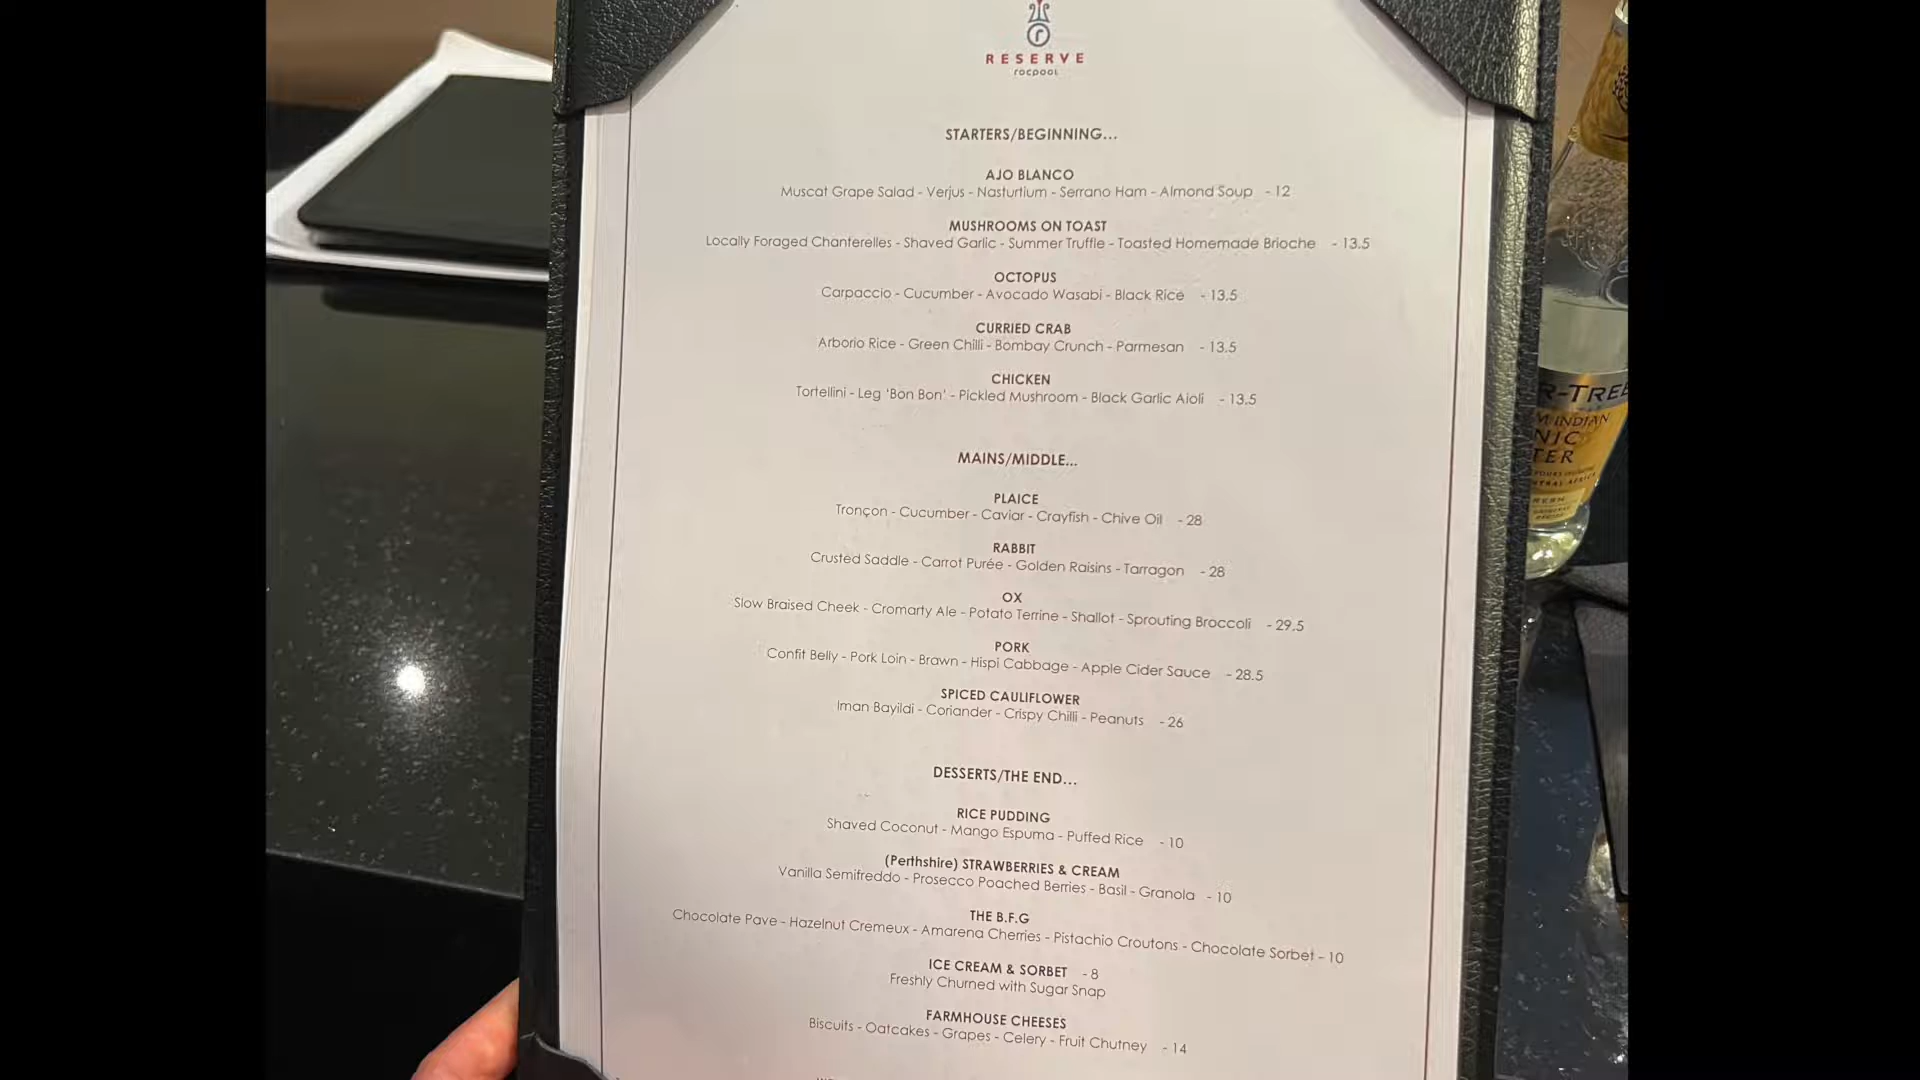 RESERVE
rocpool
STARTERS/BEGINNING...
AJO BLANCO
Muscat Grape Salad - Verjus - Nasturtium - Serrano Ham - Almond Soup - 12
MUSHROOMS ON TOAST
Locally Foraged Chanterelles - Shaved Garlic - Summer Truffle - Toasted Homemade Brioche - 13.5
OCTOPUS
Carpaccio - Cucumber - Avocado Wasabi - Black Rice - 13.5
CURRIED CRAB
Arborio Rice - Green Chilli - Bombay Crunch - Parmesan - 13.5
CHICKEN
Tortellini - Leg ‘Bon Bon’ - Pickled Mushroom - Black Garlic Aioli - 13.5
MAINS/MIDDLE...
PLAICE
Tronçon - Cucumber - Caviar - Crayfish - Chive Oil - 28
RABBIT
Crusted Saddle - Carrot Purée - Golden Raisins - Tarragon - 28
OX
Slow Braised Cheek - Cromarty Ale - Potato Terrine - Shallot - Sprouting Broccoli - 29.5
PORK
Confit Belly - Pork Loin - Brawn - Hispi Cabbage - Apple Cider Sauce - 28.5
SPICED CAULIFLOWER
Iman Bayildi - Coriander - Crispy Chilli - Peanuts - 26
DESSERTS/THE END...
RICE PUDDING
Shaved Coconut - Mango Espuma - Puffed Rice - 10
(Perthshire) STRAWBERRIES & CREAM
Vanilla Semifreddo - Prosecco Poached Berries - Basil - Granola - 10
THE B.F.G
Chocolate Pave - Hazelnut Cremeux - Amarena Cherries - Pistachio Croutons - Chocolate Sorbet - 10
ICE CREAM & SORBET - 8
Freshly Churned with Sugar Snap
FARMHOUSE CHEESES
Biscuits - Oatcakes - Grapes - Celery - Fruit Chutney - 14
R-TREE
M INDIAN
NIC
TER